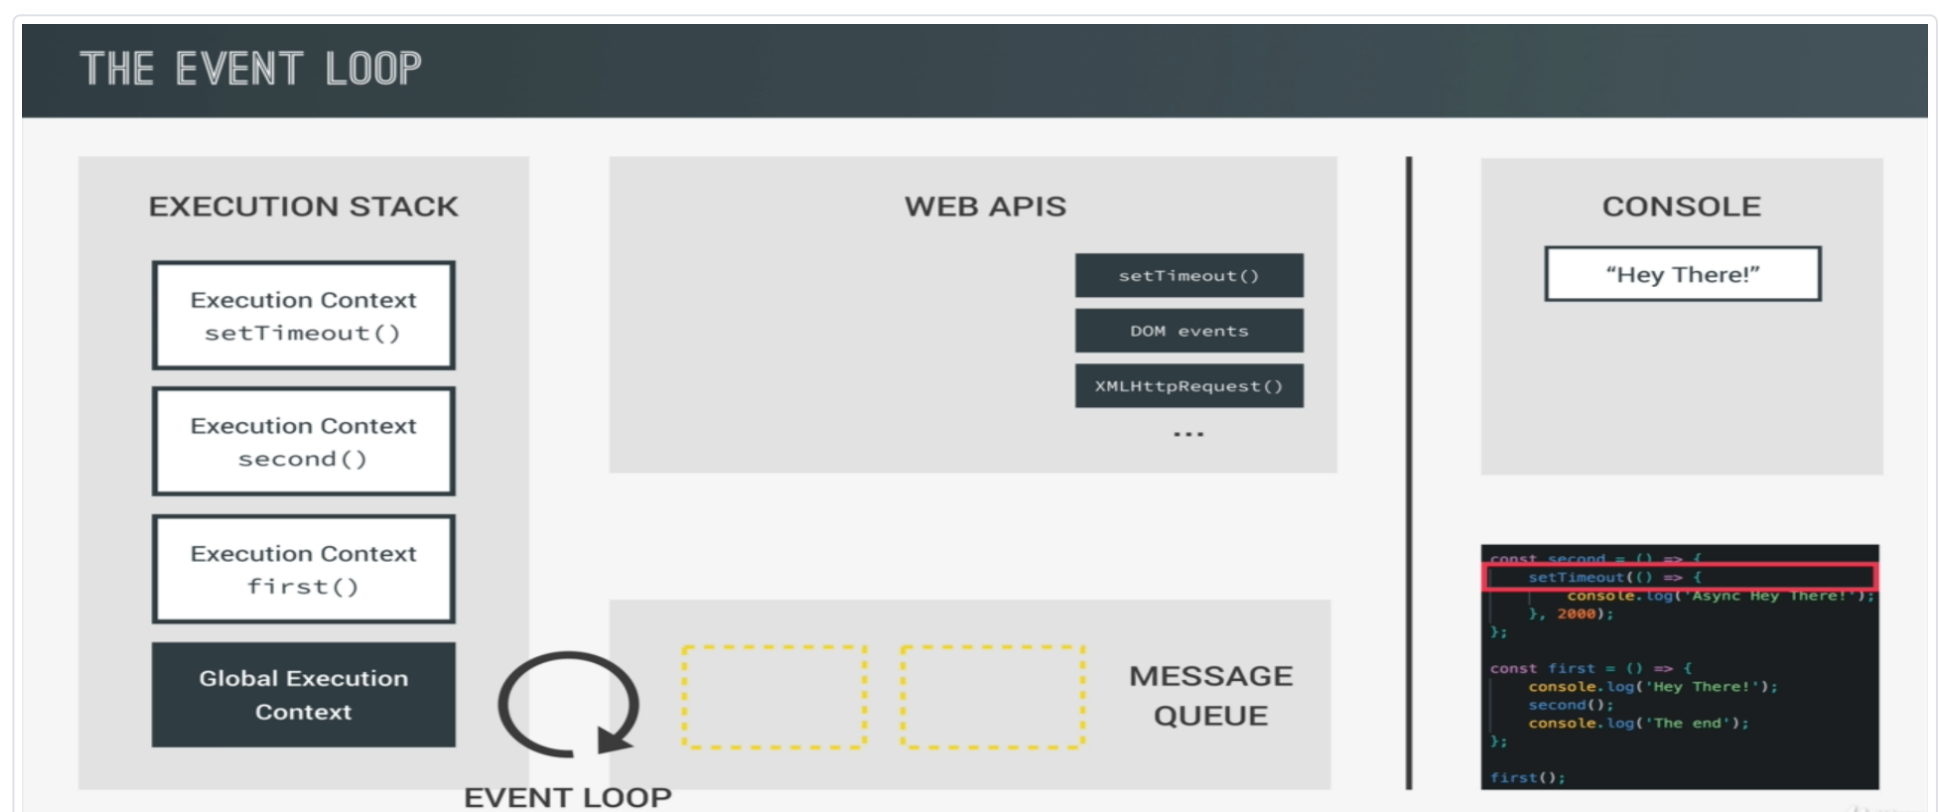 THE EVENT LOOP
EXECUTION STACK
Execution Context
setTimeout()
Execution Context
second()
Execution Context
first()
Global Execution
Context
EVENT LOOP
WEB APIS
setTimeout()
DOM events
XMLHttpRequest()
...
MESSAGE
QUEUE
CONSOLE
“Hey There!”
const second = () => {
setTimeout(() => {
console.log('Async Hey There!');
}, 2000);
};
const first = () => {
console.log('Hey There!');
second();
console.log('The end');
};
first();